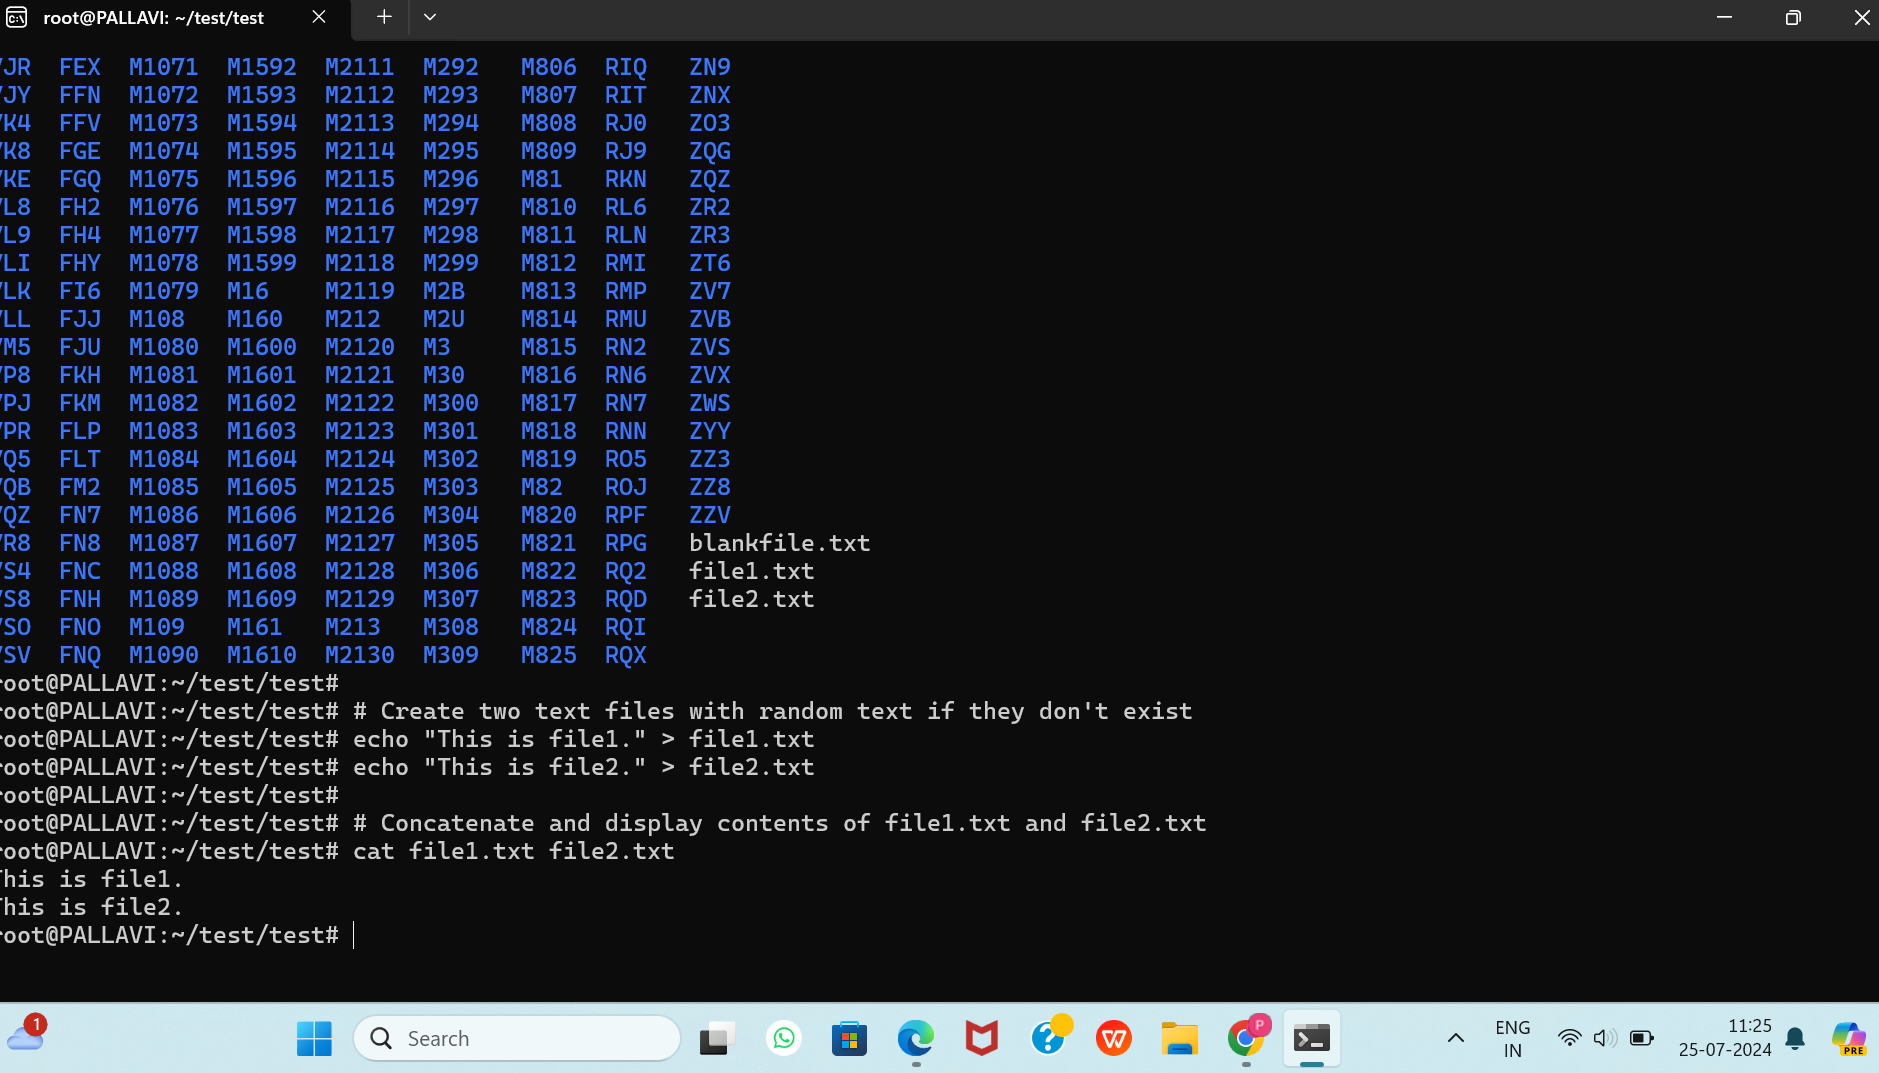 root@PALLAVI: ~/test/test
/JR FEX M1071 M1592 M2111 M292 M806 RIQ ZN9
/JY FFN M1072 M1593 M2112 M293 M807 RIT ZNX
/K4 FFV M1073 M1594 M2113 M294 M808 RJ0 ZO3
/K8 FGE M1074 M1595 M2114 M295 M809 RJ9 ZQG
/KE FGQ M1075 M1596 M2115 M296 M81 RKN ZQZ
/L8 FH2 M1076 M1597 M2116 M297 M810 RL6 ZR2
/L9 FH4 M1077 M1598 M2117 M298 M811 RLN ZR3
/LI FHY M1078 M1599 M2118 M299 M812 RMI ZT6
/LK FI6 M1079 M16 M2119 M2B M813 RMP ZV7
/LL FJJ M108 M160 M212 M2U M814 RMU ZVB
/M5 FJU M1080 M1600 M2120 M3 M815 RN2 ZVS
/P8 FKH M1081 M1601 M2121 M30 M816 RN6 ZVX
/PJ FKM M1082 M1602 M2122 M300 M817 RN7 ZWS
/PR FLP M1083 M1603 M2123 M301 M818 RNN ZYY
/Q5 FLT M1084 M1604 M2124 M302 M819 RO5 ZZ3
/QB FM2 M1085 M1605 M2125 M303 M82 ROJ ZZ8
/QZ FN7 M1086 M1606 M2126 M304 M820 RPF ZZV
/R8 FN8 M1087 M1607 M2127 M305 M821 RPG blankfile.txt
/S4 FNC M1088 M1608 M2128 M306 M822 RQ2 file1.txt
/S8 FNH M1089 M1609 M2129 M307 M823 RQD file2.txt
/SO FNO M109 M161 M213 M308 M824 RQI
/SV FNQ M1090 M1610 M2130 M309 M825 RQX
root@PALLAVI:~/test/test#
root@PALLAVI:~/test/test# # Create two text files with random text if they don't exist
root@PALLAVI:~/test/test# echo "This is file1." > file1.txt
root@PALLAVI:~/test/test# echo "This is file2." > file2.txt
root@PALLAVI:~/test/test#
root@PALLAVI:~/test/test# # Concatenate and display contents of file1.txt and file2.txt
root@PALLAVI:~/test/test# cat file1.txt file2.txt
This is file1.
This is file2.
root@PALLAVI:~/test/test#
1
Search
P
ENG
IN
11:25
25-07-2024
PRE